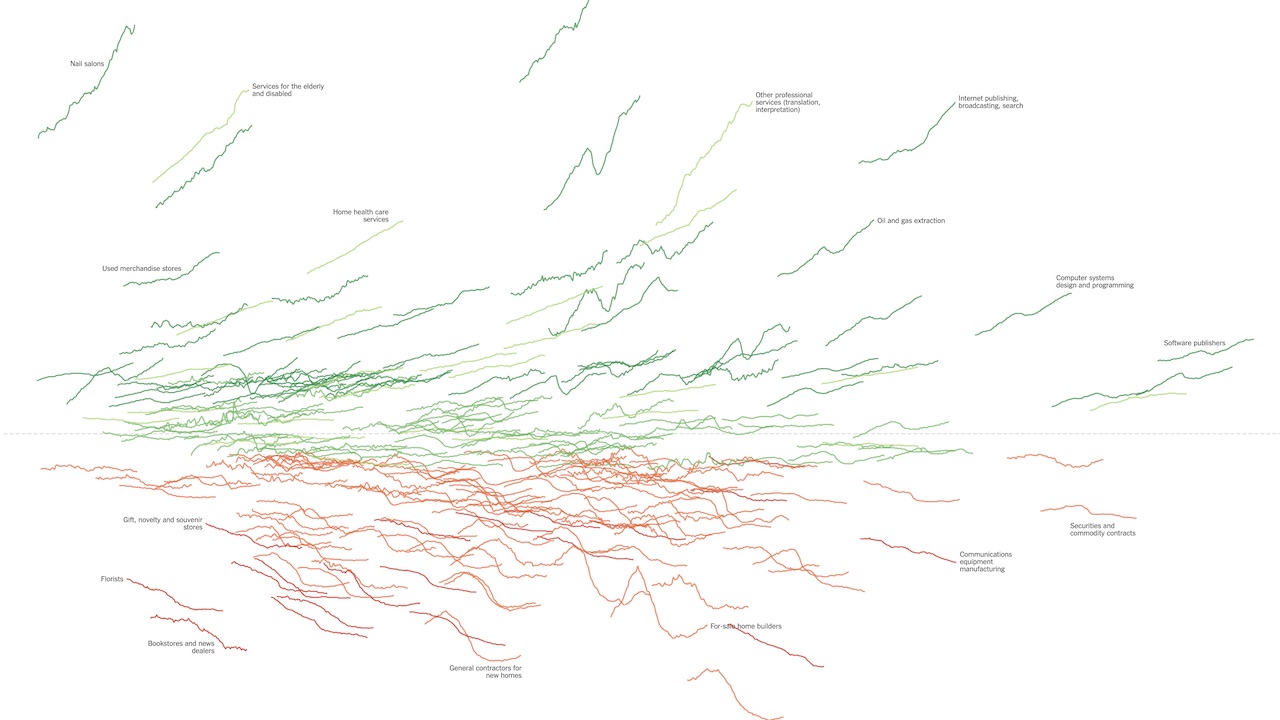 Nail salons
Services for the elderly
and disabled
Other professional
services (translation,
interpretation)
Internet publishing,
broadcasting, search
Home health care
services
Oil and gas extraction
Used merchandise stores
Computer systems
design and programming
Software publishers
Gift, novelty and souvenir
stores
Securities and
commodity contracts
Communications
equipment
manufacturing
Florists
For-sale home builders
Bookstores and news
dealers
General contractors for
new homes